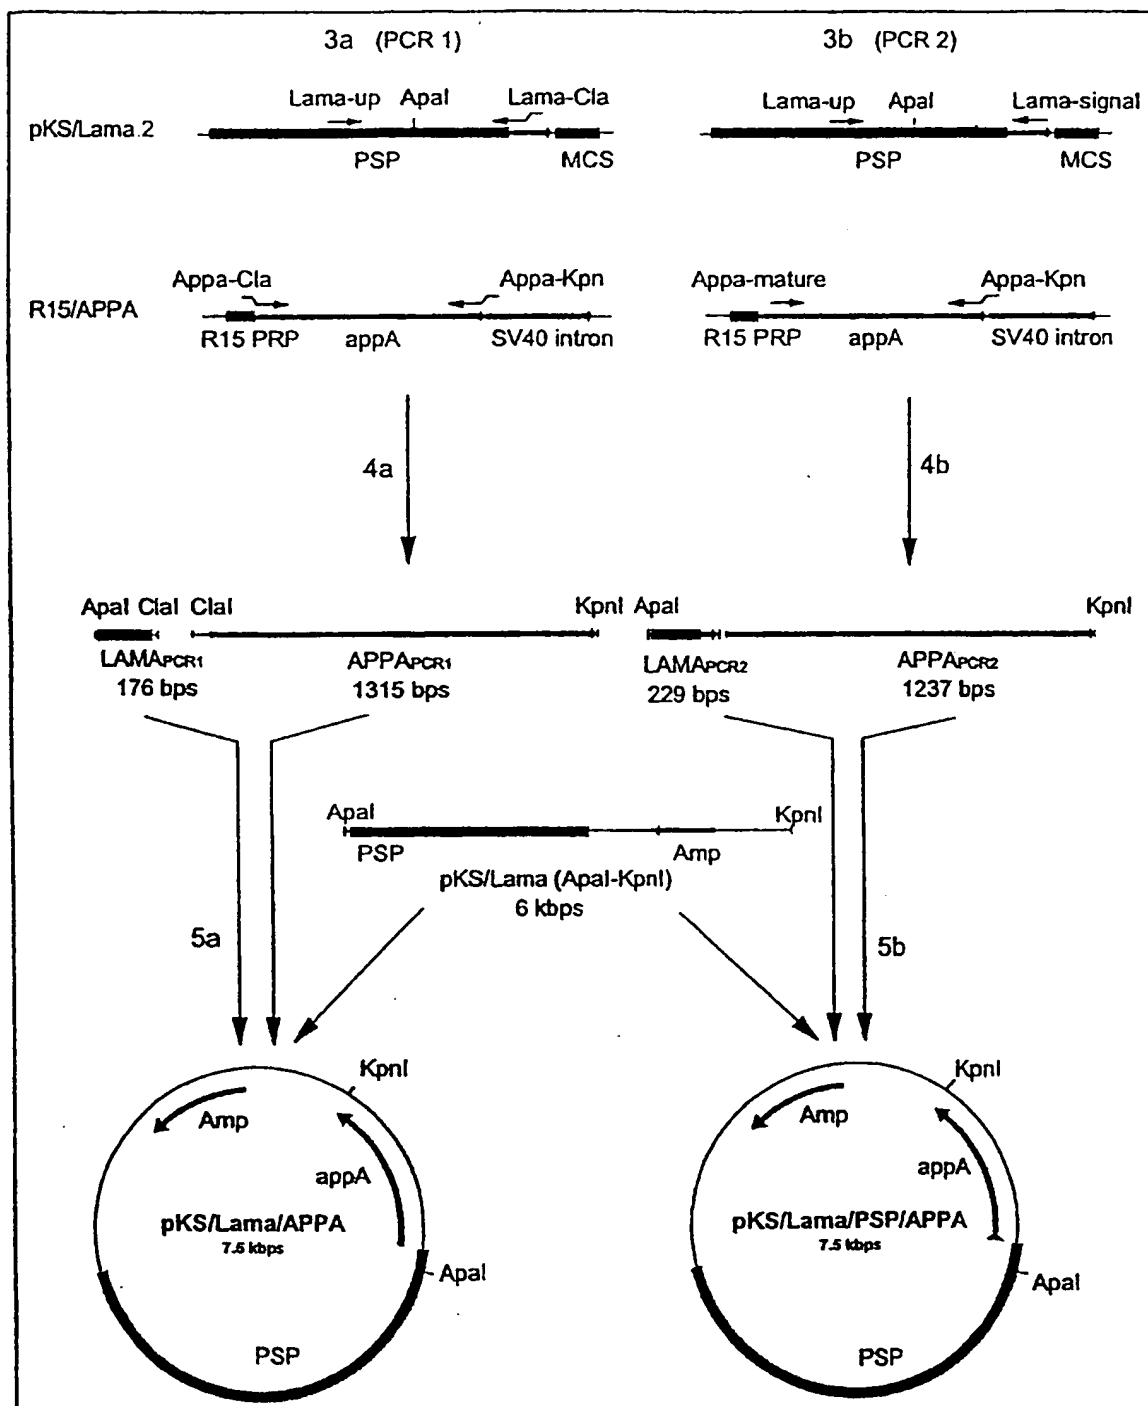 3a (PCR 1)
3b (PCR 2)
Lama-up ApaI Lama-Cla
Lama-up ApaI Lama-signal
pKS/Lama.2
PSP MCS
PSP MCS
Appa-Cla Appa-Kpn
Appa-mature Appa-Kpn
R15/APPA
R15 PRP appA SV40 intron
R15 PRP appA SV40 intron
4a
4b
ApaI ClaI ClaI KpnI
ApaI KpnI
LAMAPCR1
176 bps
APPAPCR1
1315 bps
LAMAPCR2
229 bps
APPAPCR2
1237 bps
ApaI KpnI
PSP Amp
pKS/Lama (ApaI-KpnI)
6 kbps
5a
5b
KpnI
Amp
appA
pKS/Lama/APPA
7.5 kbps
ApaI
PSP
KpnI
Amp
appA
pKS/Lama/PSP/APPA
7.5 kbps
ApaI
PSP